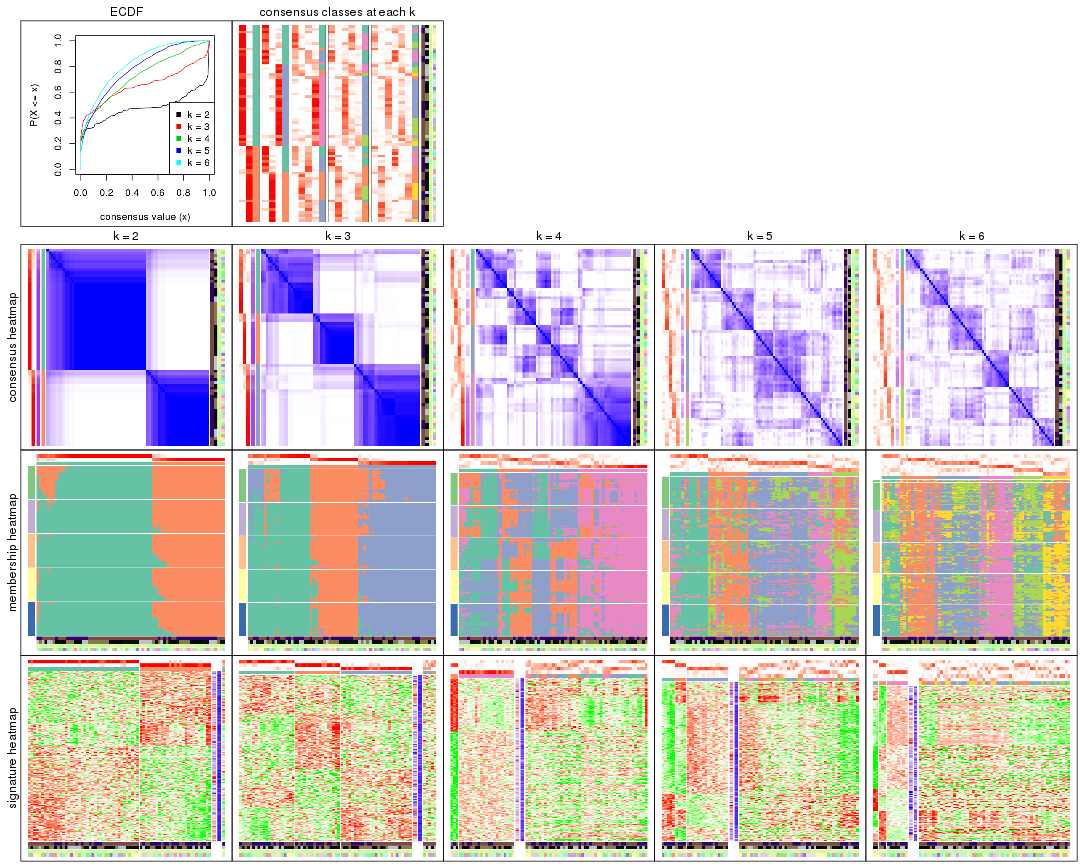 ECDF
consensus classes at each k
P(X <= x)
0.0 0.2 0.4 0.6 0.8 1.0
k = 2
k = 3
k = 4
k = 5
k = 6
0.0 0.2 0.4 0.6 0.8 1.0
consensus value (x)
k = 2
k = 3
k = 4
k = 5
k = 6
consensus heatmap
membership heatmap
signature heatmap